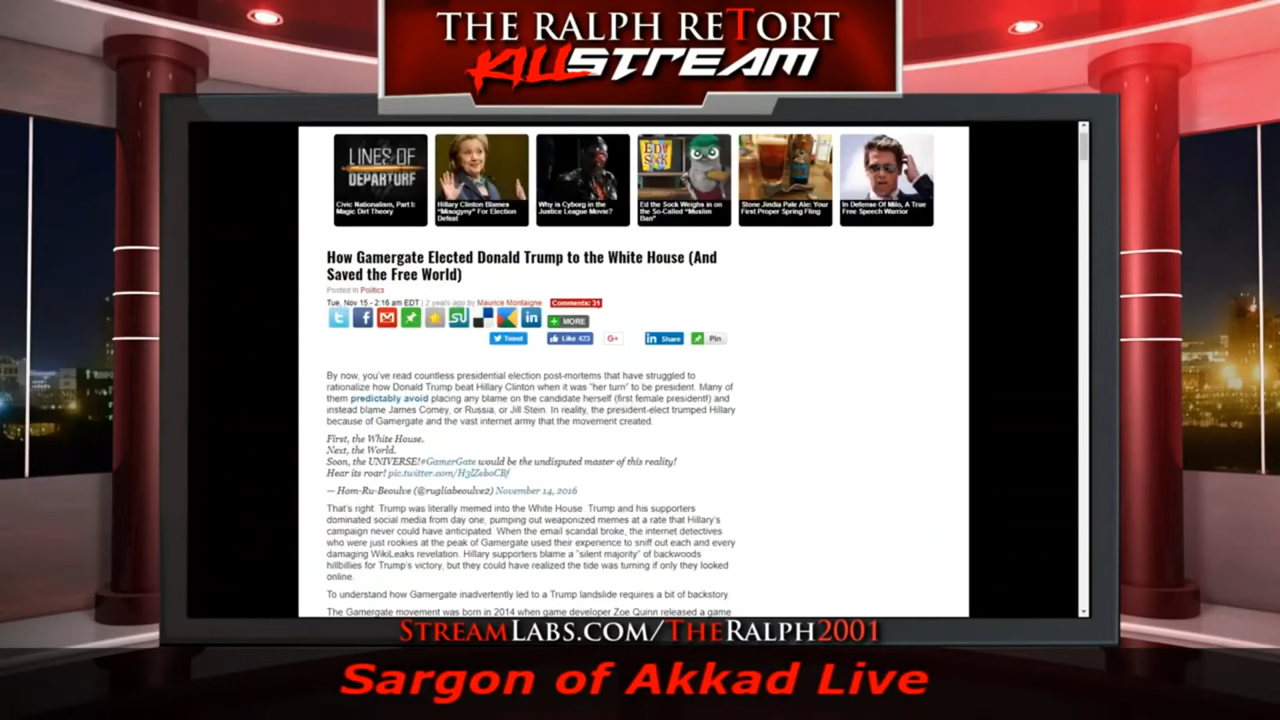 THE RALPH RETORT
KILLSTREAM
LINES OF
DEPARTURE
Civic Nationalism, Part I:
Magic Dirt Theory
Hillary Clinton Blames
"Misogyny" For Election
Defeat
Why is Cyborg in the
Justice League Movie?
ED
SOCK
Ed the Sock Weighs in on
the So-Called "Muslim
Ban"
Stone Jindia Pale Ale: Your
First Proper Spring Fling
In Defense Of Milo, A True
Free Speech Warrior
How Gamergate Elected Donald Trump to the White House (And
Saved the Free World)
Posted in Politics
Tue, Nov 15 - 2:16 am EDT | 2 years ago by Maurice Montaigne Comments: 31
MORE
Tweet Like 423 G+ Share Pin
By now, you've read countless presidential election post-mortems that have struggled to
rationalize how Donald Trump beat Hillary Clinton when it was "her turn" to be president. Many of
them predictably avoid placing any blame on the candidate herself (first female president!) and
instead blame James Comey, or Russia, or Jill Stein. In reality, the president-elect trumped Hillary
because of Gamergate and the vast internet army that the movement created.
First, the White House.
Next, the World.
Soon, the UNIVERSE!#GamerGate would be the undisputed master of this reality!
Hear its roar! pic.twitter.com/H3lZeboCBf
— Hom-Ru-Beoulve (@rugliabeoulve2) November 14, 2016
That's right. Trump was literally memed into the White House. Trump and his supporters
dominated social media from day one, pumping out weaponized memes at a rate that Hillary's
campaign never could have anticipated. When the email scandal broke, the internet detectives
who were just rookies at the peak of Gamergate used their experience to sniff out each and every
damaging WikiLeaks revelation. Hillary supporters blame a "silent majority" of backwoods
hillbillies for Trump's victory, but they could have realized the tide was turning if only they looked
online.
To understand how Gamergate inadvertently led to a Trump landslide requires a bit of backstory
The Gamergate movement was born in 2014 when game developer Zoe Quinn released a game
STREAMLABS.COM/THERALPH2001
Sargon of Akkad Live